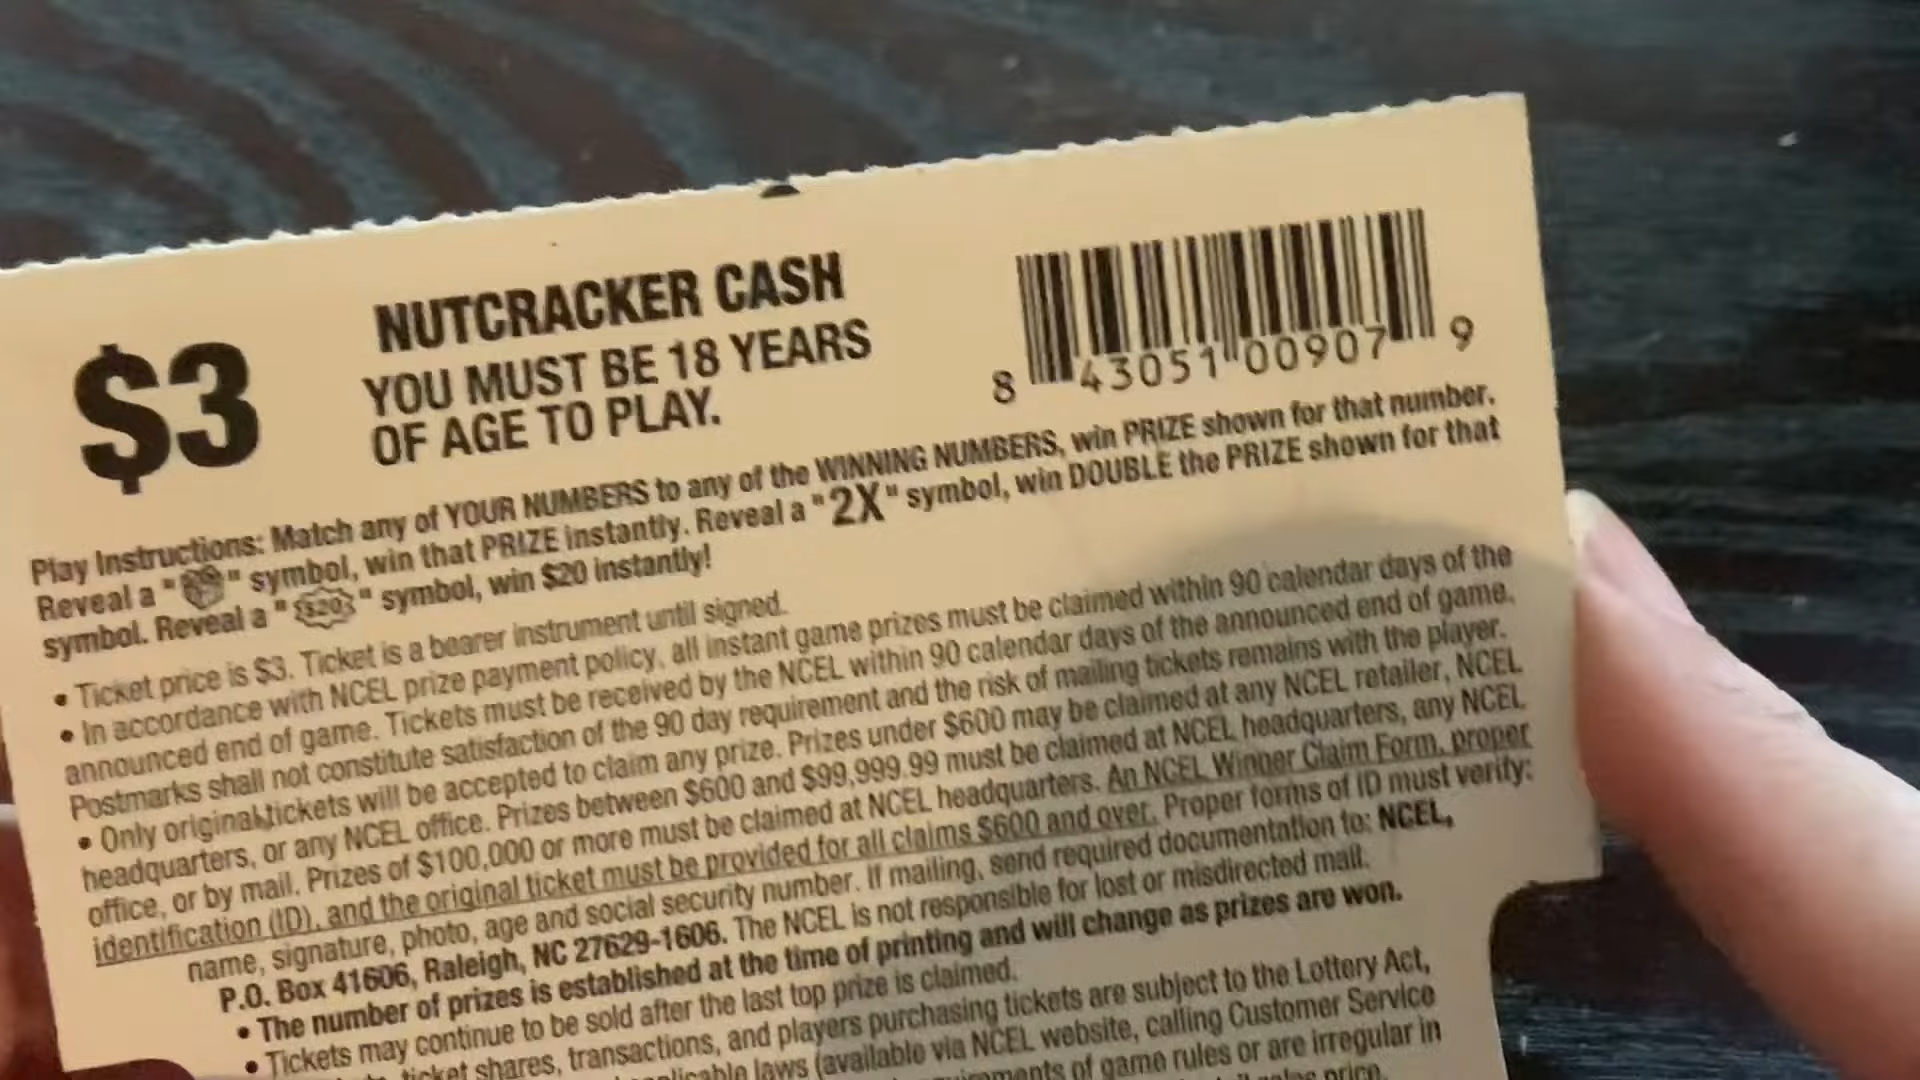 $3
NUTCRACKER CASH
YOU MUST BE 18 YEARS
OF AGE TO PLAY.
8 43051 00907 9
Play Instructions: Match any of YOUR NUMBERS to any of the WINNING NUMBERS, win PRIZE shown for that number.
Reveal a " " symbol, win that PRIZE instantly. Reveal a "2X" symbol, win DOUBLE the PRIZE shown for that
symbol. Reveal a "$20s" symbol, win $20 instantly!
• Ticket price is $3. Ticket is a bearer instrument until signed.
• In accordance with NCEL prize payment policy, all instant game prizes must be claimed within 90 calendar days of the
announced end of game. Tickets must be received by the NCEL within 90 calendar days of the announced end of game.
Postmarks shall not constitute satisfaction of the 90 day requirement and the risk of mailing tickets remains with the player.
• Only original tickets will be accepted to claim any prize. Prizes under $600 may be claimed at any NCEL retailer, NCEL
headquarters, or any NCEL office. Prizes between $600 and $99,999.99 must be claimed at NCEL headquarters, any NCEL
office, or by mail. Prizes of $100,000 or more must be claimed at NCEL headquarters. An NCEL Winner Claim Form, proper
identification (ID), and the original ticket must be provided for all claims $600 and over. Proper forms of ID must verify:
name, signature, photo, age and social security number. If mailing, send required documentation to: NCEL,
P.O. Box 41606, Raleigh, NC 27629-1606. The NCEL is not responsible for lost or misdirected mail.
• The number of prizes is established at the time of printing and will change as prizes are won.
• Tickets may continue to be sold after the last top prize is claimed.
ticket shares, transactions, and players purchasing tickets are subject to the Lottery Act,
laws (available via NCEL website, calling Customer Service
of game rules or are irregular in
price.